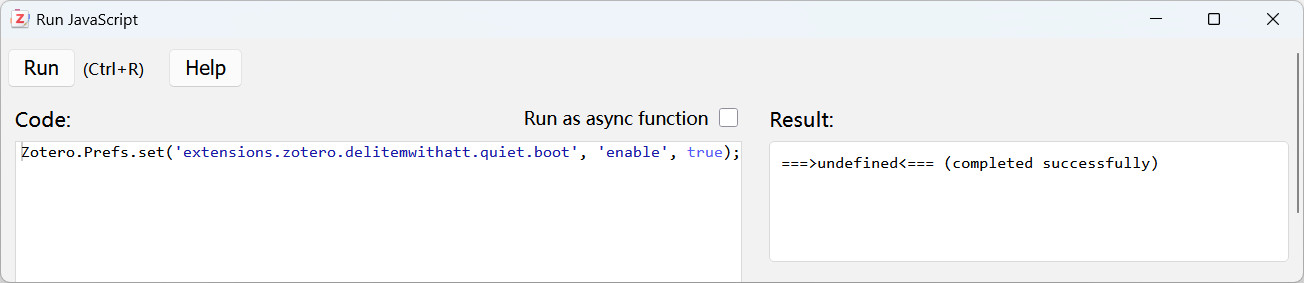 Run JavaScript
Run (Ctrl+R) Help
Code: Run as async function
Zotero.Prefs.set('extensions.zotero.delitemwithatt.quiet.boot', 'enable', true);
Result:
===>undefined<=== (completed successfully)